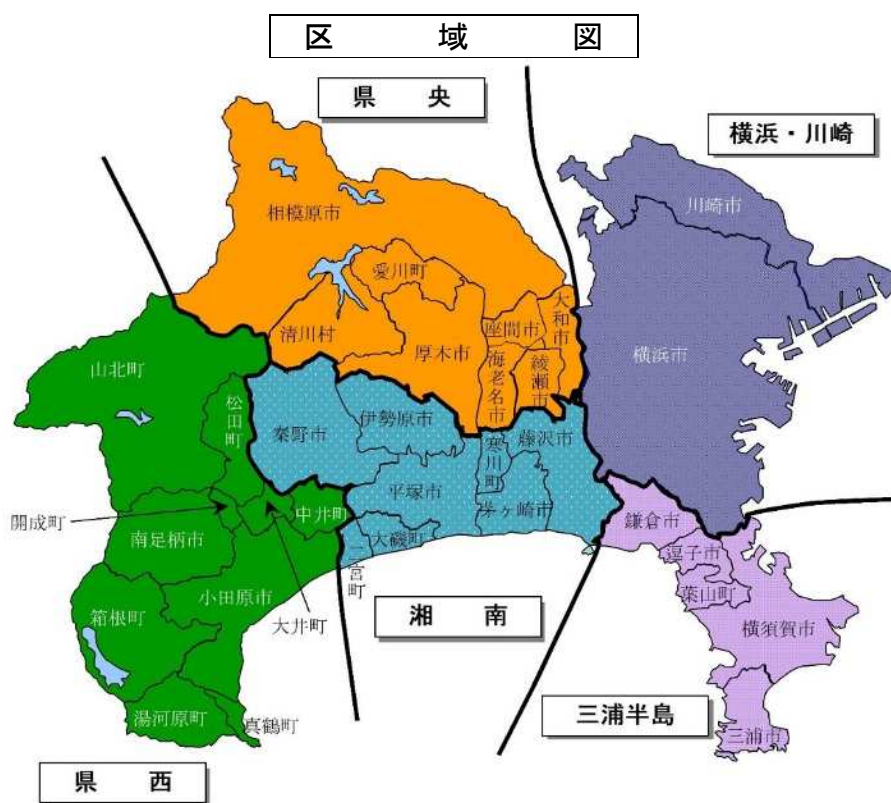 区域図
県央
横浜・川崎
川崎市
相模原市
愛川町
大和市
座間市
清川村
厚木市
海老名市
綾瀬市
横浜市
山北町
松田町
秦野市
伊勢原市
寒川町
藤沢市
平塚市
茅ヶ崎市
開成町
中井町
鎌倉市
南足柄市
大磯町
二宮町
逗子市
葉山町
小田原市
箱根町
大井町
湘南
横須賀市
湯河原町
真鶴町
三浦半島
三浦市
県西